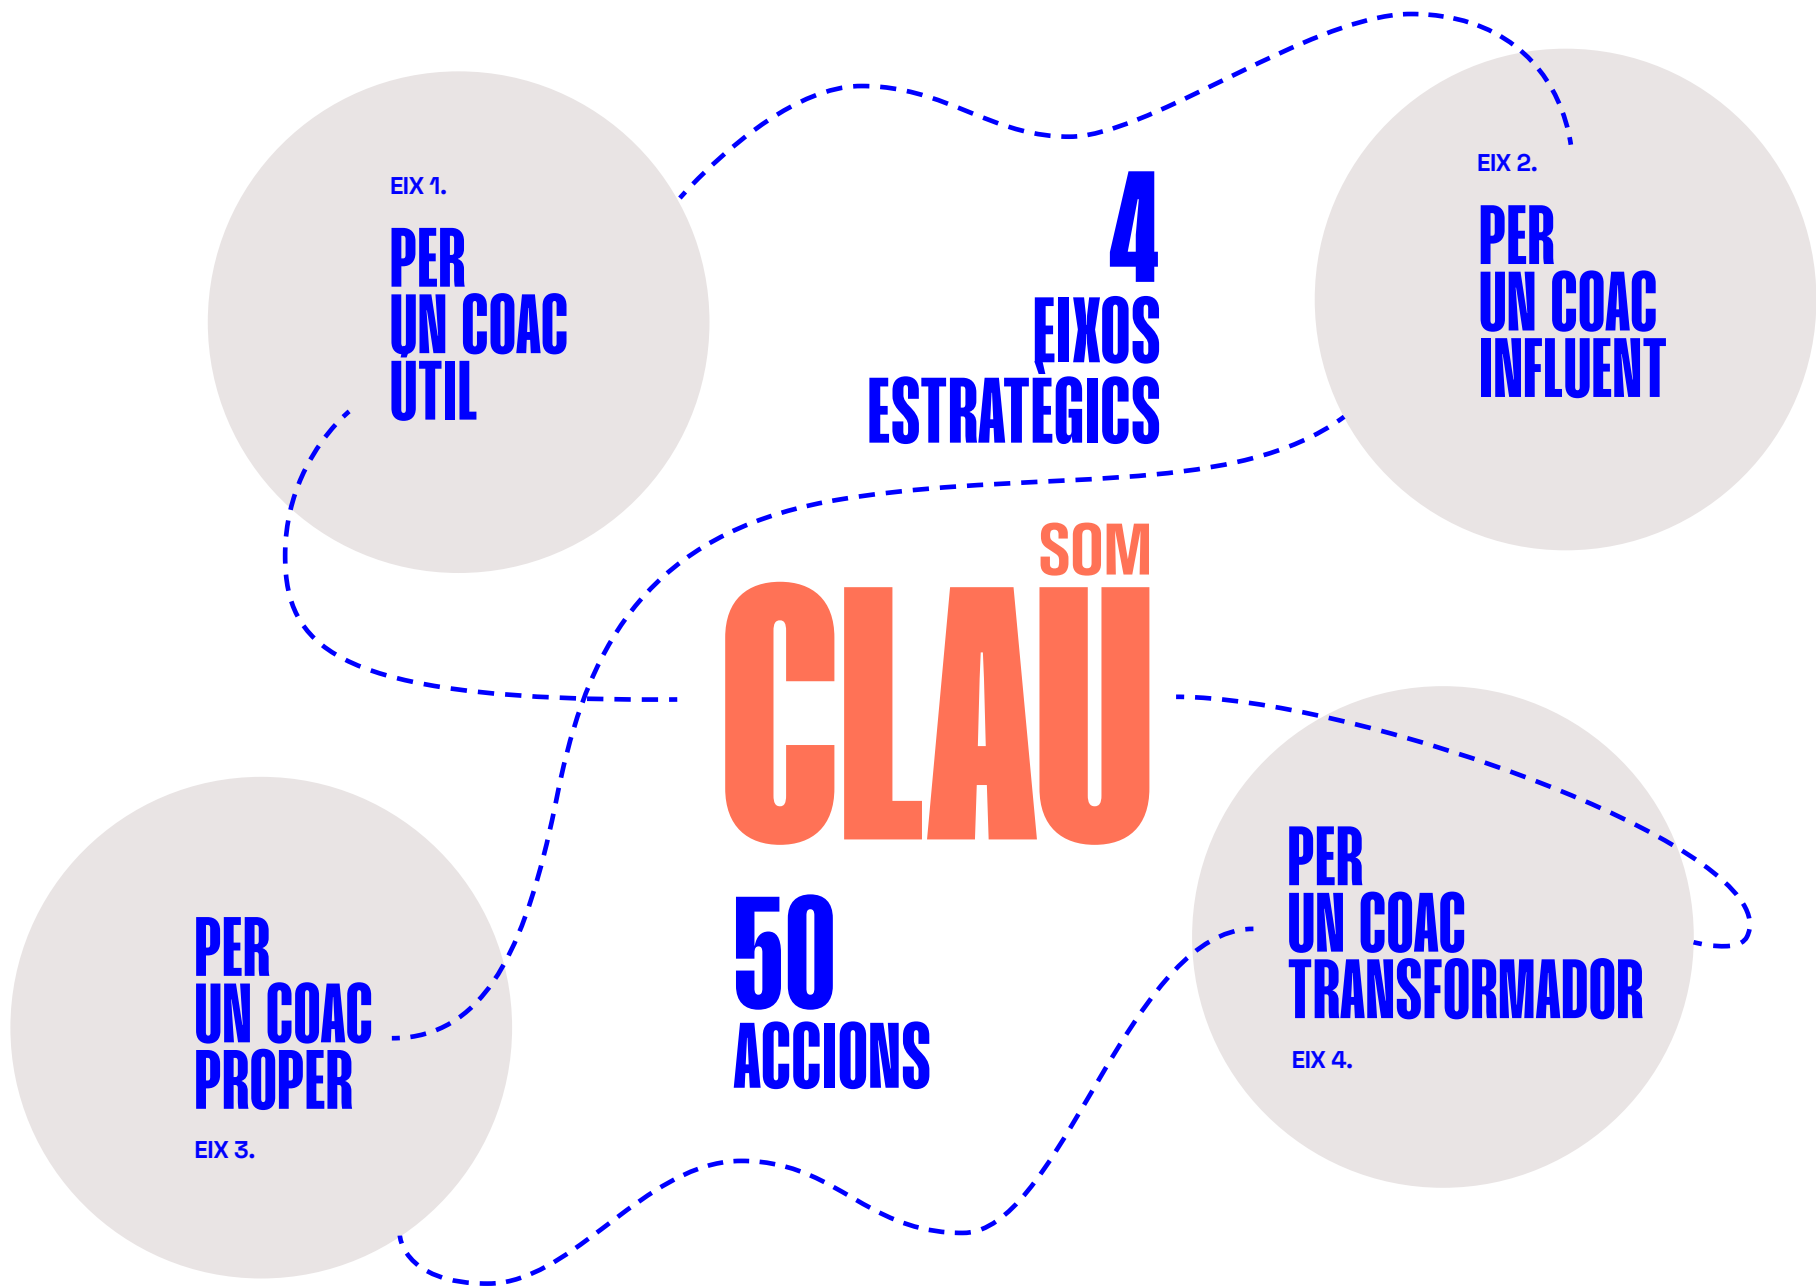 EIX 1.
PER
UN COAC
ÚTIL
4
EIXOS
ESTRATÈGICS
EIX 2.
PER
UN COAC
INFLUENT
SOM
CLAU
PER
UN COAC
PROPER
EIX 3.
50
ACCIONS
PER
UN COAC
TRANSFORMADOR
EIX 4.